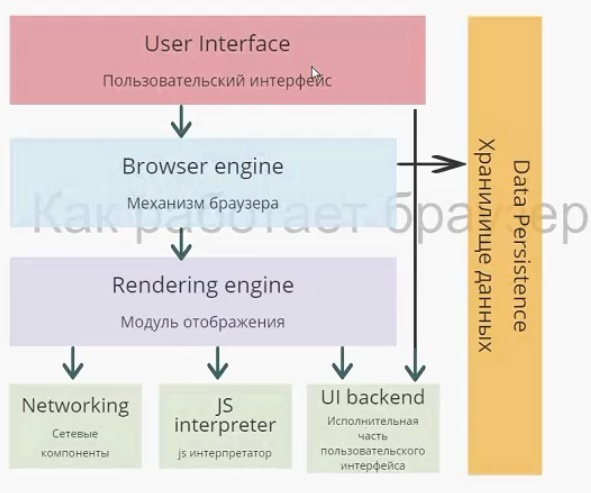 User Interface
Пользовательский интерфейс
Browser engine
Механизм браузера
Как работает браузер
Rendering engine
Модуль отображения
Networking
Сетевые
компоненты
JS
interpreter
js интерпретатор
UI backend
Исполнительная
часть
пользовательского
интерфейса
Data Persistence
Хранилище данных